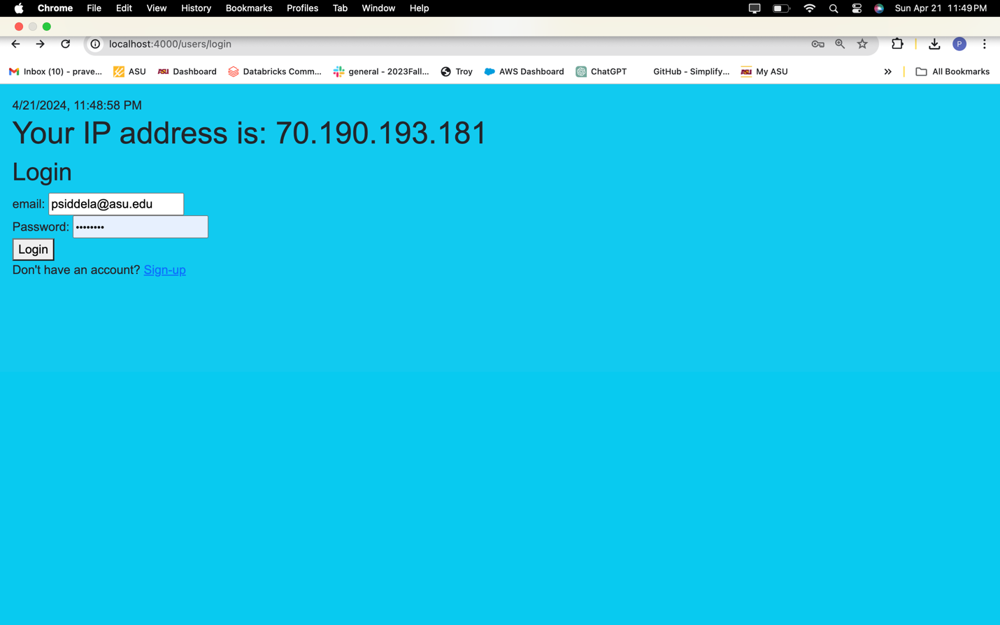 Chrome File Edit View History Bookmarks Profiles Tab Window Help Sun Apr 21 11:49 PM
localhost:4000/users/login P
Inbox (10) - prave... ASU ASU Dashboard Databricks Comm... general - 2023Fall... Troy AWS Dashboard ChatGPT GitHub - Simplify... ASU My ASU » All Bookmarks
4/21/2024, 11:48:58 PM
Your IP address is: 70.190.193.181
Login
email: psiddela@asu.edu
Password: ••••••••
Login
Don't have an account? Sign-up